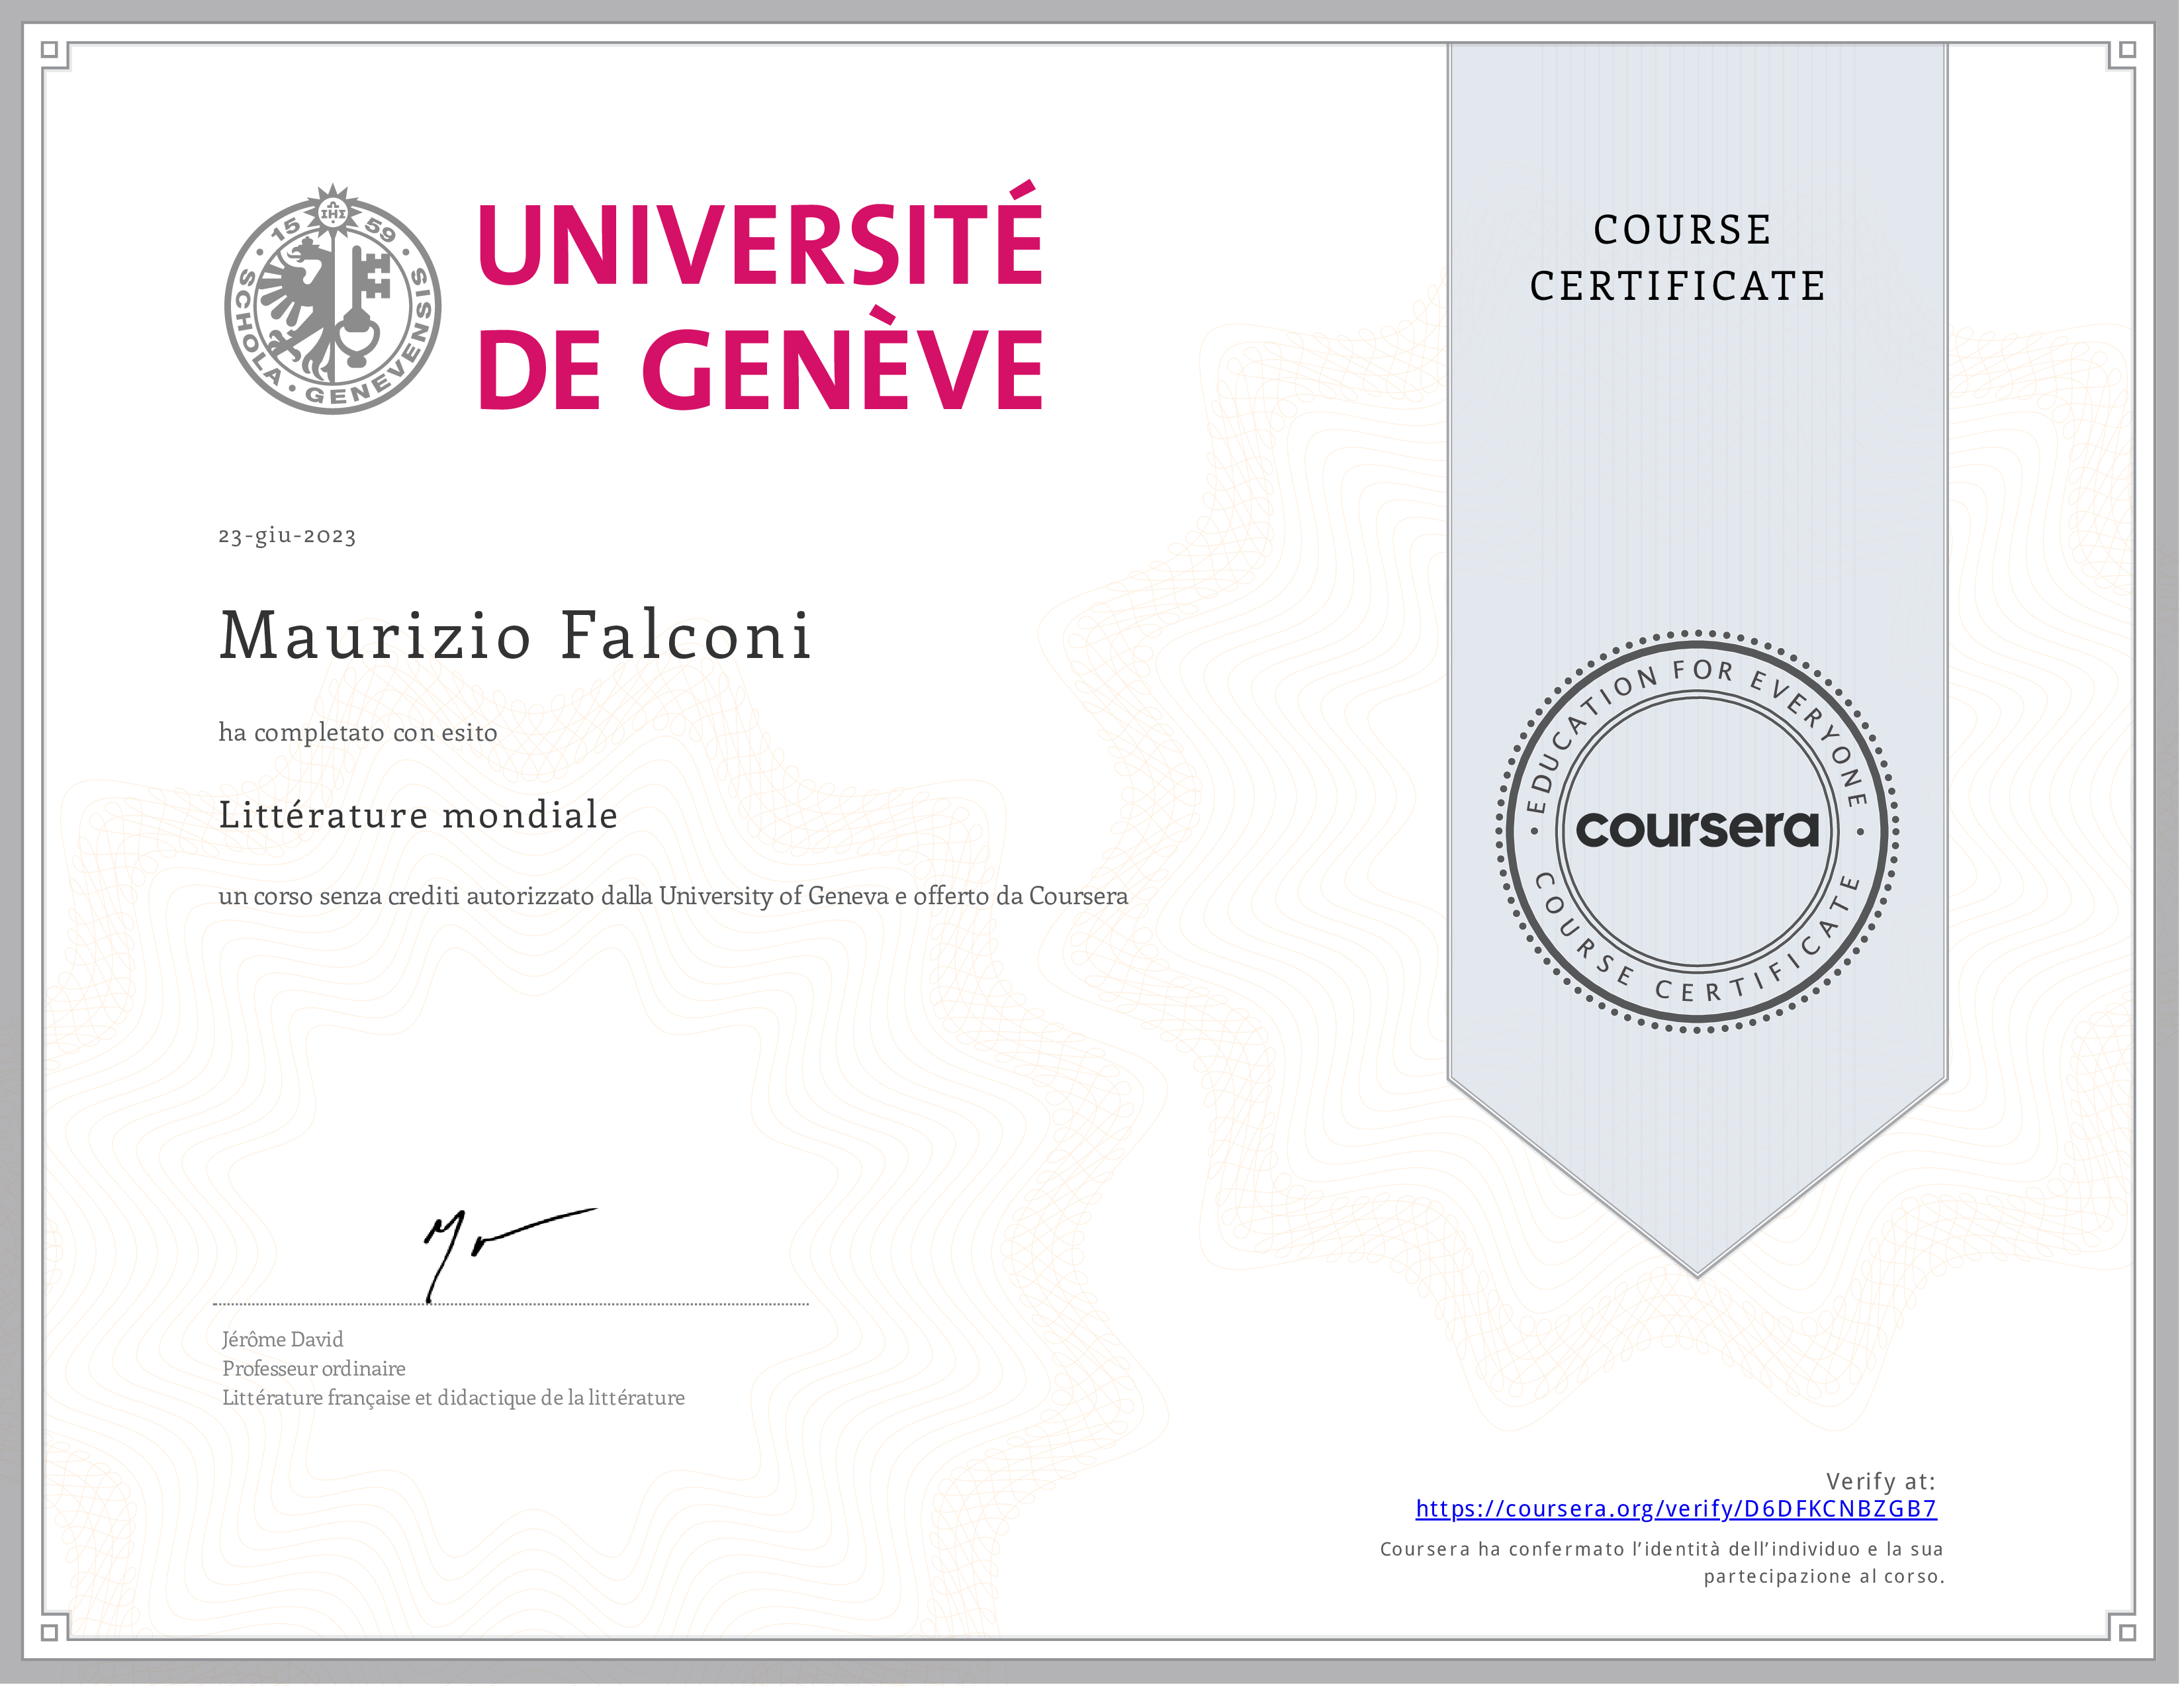 15 59
SCHOLA · GENEVENSIS
IHI
UNIVERSITÉ
DE GENÈVE
COURSE
CERTIFICATE
23-giu-2023
Maurizio Falconi
ha completato con esito
Littérature mondiale
un corso senza crediti autorizzato dalla University of Geneva e offerto da Coursera
EDUCATION FOR EVERYONE
coursera
COURSE CERTIFICATE
Jérôme David
Professeur ordinaire
Littérature française et didactique de la littérature
Verify at:
https://coursera.org/verify/D6DFKCNBZGB7
Coursera ha confermato l’identità dell’individuo e la sua
partecipazione al corso.